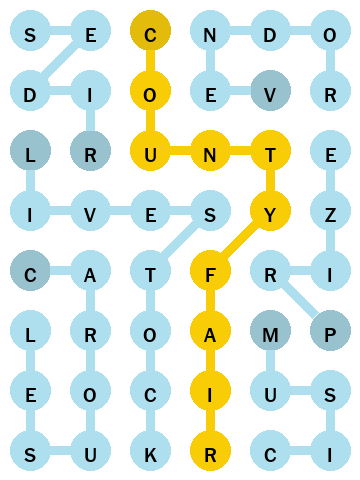 S E C N D O
D I O E V R
L R U N T E
I V E S Y Z
C A T F R I
L R O A M P
E O C I U S
S U K R C I